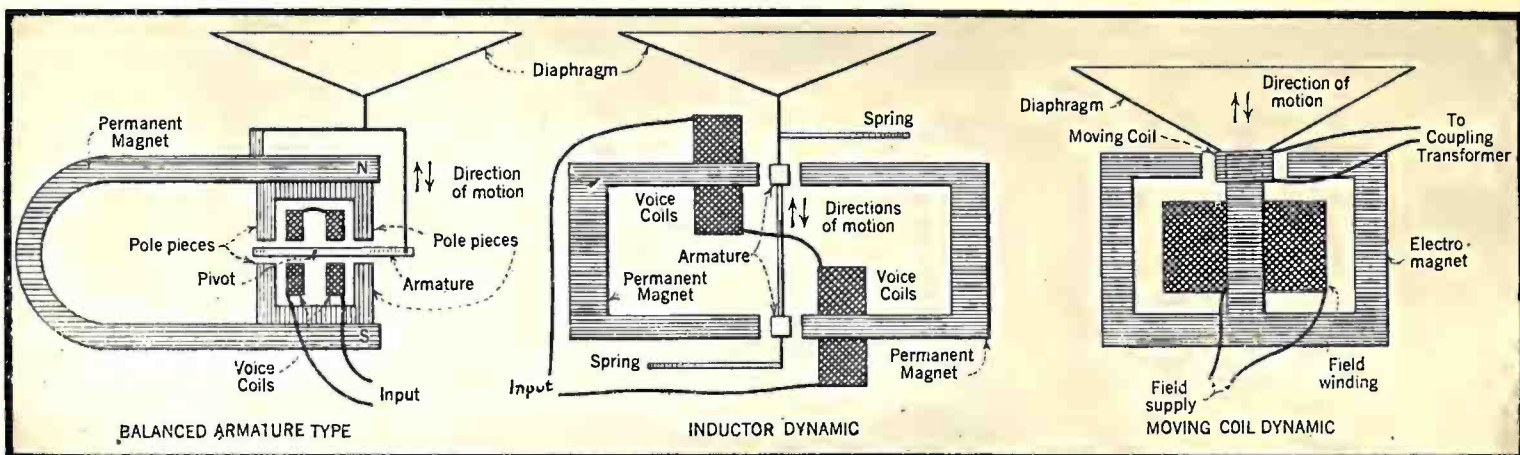 Diaphragm
Permanent
Magnet
N
Direction
of motion
Pole pieces
Pole pieces
Pivot
Armature
S
Voice
Coils
Input
BALANCED ARMATURE TYPE
Spring
Voice
Coils
Directions
of motion
Armature
Permanent
Magnet
Voice
Coils
Spring
Input
Permanent
Magnet
INDUCTOR DYNAMIC
Direction of
motion
Diaphragm
Moving Coil
To
Coupling
Transformer
Electro-
magnet
Field
supply
Field
winding
MOVING COIL DYNAMIC